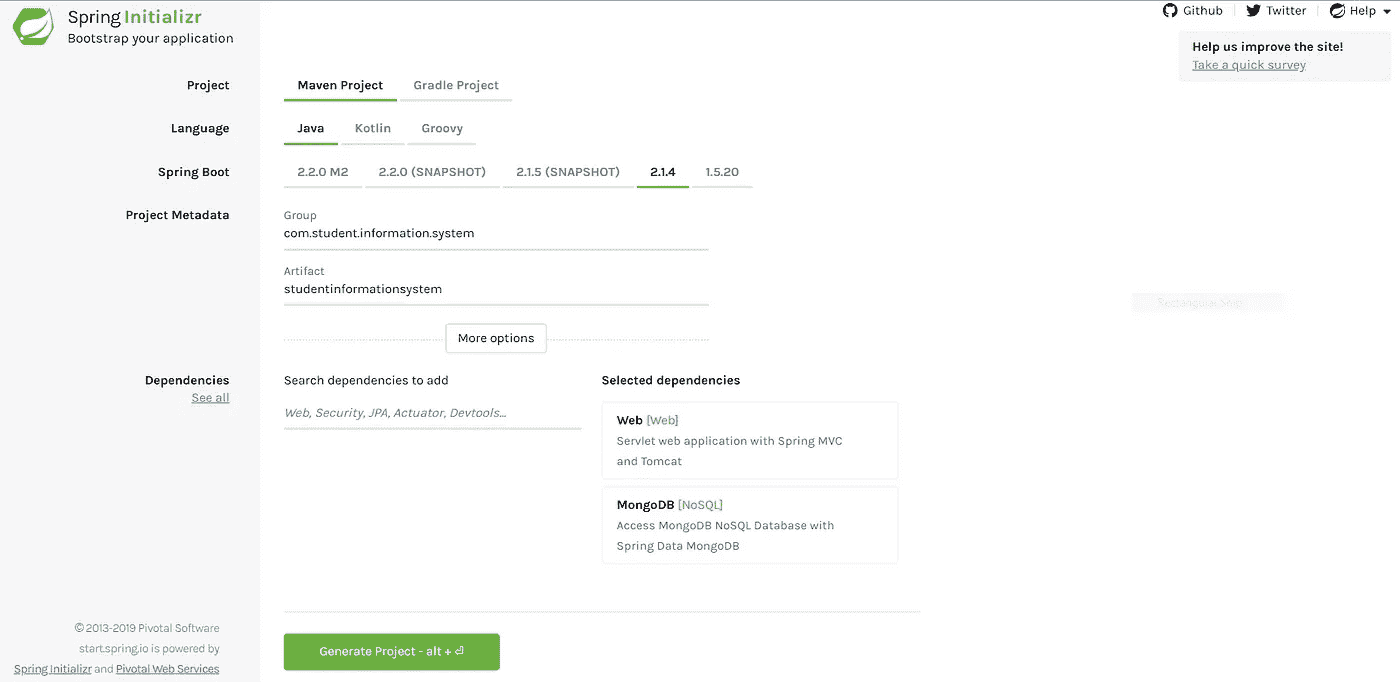 Spring Initializr
Bootstrap your application
Github
Twitter
Help
Help us improve the site!
Take a quick survey
Project
Maven Project
Gradle Project
Language
Java
Kotlin
Groovy
Spring Boot
2.2.0 M2
2.2.0 (SNAPSHOT)
2.1.5 (SNAPSHOT)
2.1.4
1.5.20
Project Metadata
Group
com.student.information.system
Artifact
studentinformationsystem
More options
Dependencies
See all
Search dependencies to add
Web, Security, JPA, Actuator, Devtools...
Selected dependencies
Web [Web]
Servlet web application with Spring MVC
and Tomcat
MongoDB [NoSQL]
Access MongoDB NoSQL Database with
Spring Data MongoDB
© 2013-2019 Pivotal Software
start.spring.io is powered by
Spring Initializr and Pivotal Web Services
Generate Project - alt + ⏎